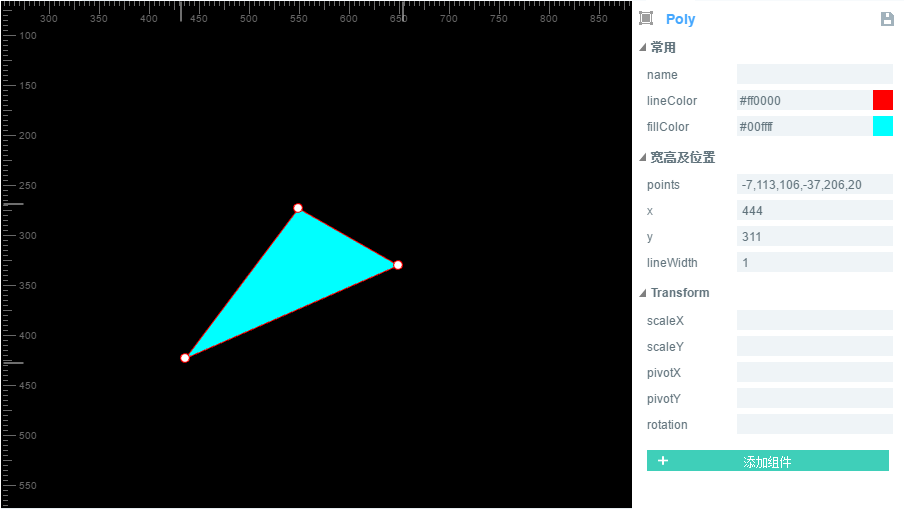 300 350 400 450 500 550 600 650 700 750 800 850
100
150
200
250
300
350
400
450
500
550
Poly
常用
name
lineColor #ff0000
fillColor #00ffff
宽高及位置
points -7,113,106,-37,206,20
x 444
y 311
lineWidth 1
Transform
scaleX
scaleY
pivotX
pivotY
rotation
+ 添加组件